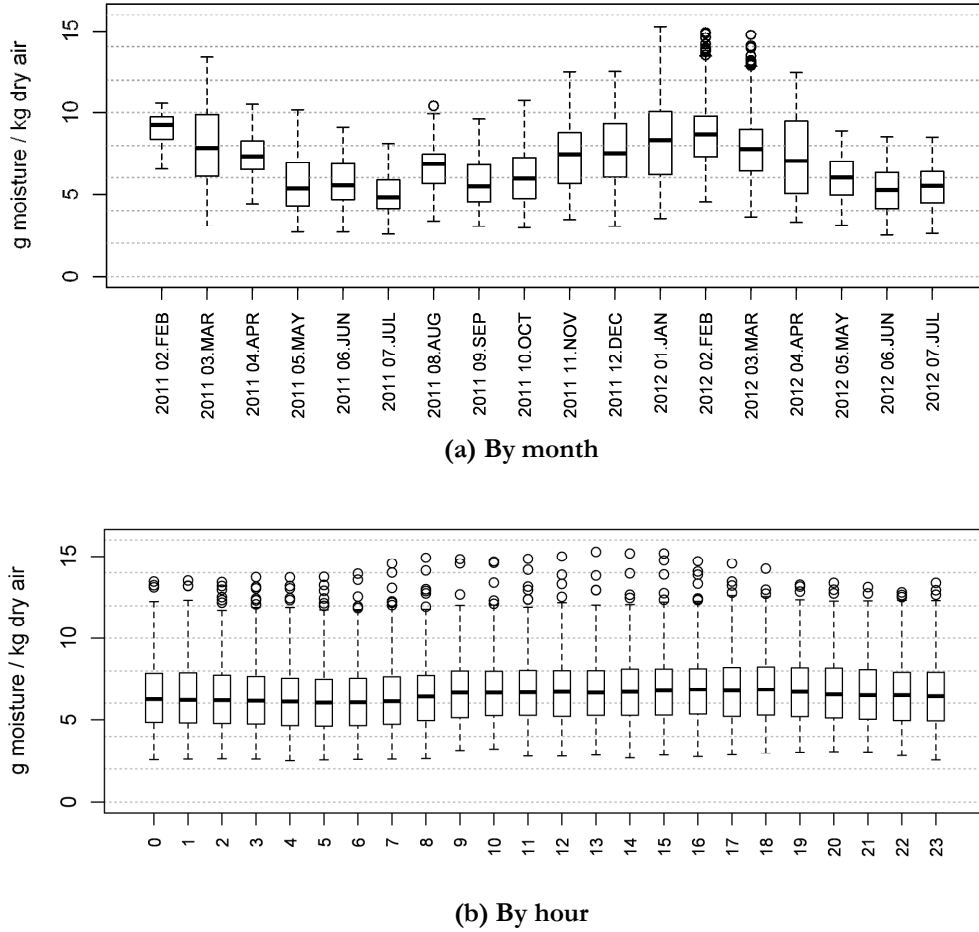 g moisture / kg dry air
15
10
5
0
2011 02.FEB
2011 03.MAR
2011 04.APR
2011 05.MAY
2011 06.JUN
2011 07.JUL
2011 08.AUG
2011 09.SEP
2011 10.OCT
2011 11.NOV
2011 12.DEC
2012 01.JAN
2012 02.FEB
2012 03.MAR
2012 04.APR
2012 05.MAY
2012 06.JUN
2012 07.JUL
(a) By month
g moisture / kg dry air
15
10
5
0
0
1
2
3
4
5
6
7
8
9
10
11
12
13
14
15
16
17
18
19
20
21
22
23
(b) By hour